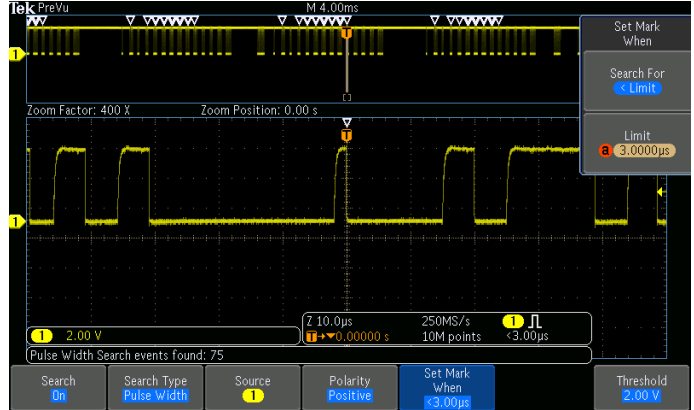 Tek PreVu M 4.00ms
T
1
Zoom Factor: 400 X Zoom Position: 0.00 s
T
1
Set Mark
When
Search For
< Limit
Limit
a 3.0000µs
1 2.00 V
Z 10.0µs 250MS/s 1
T 0.00000 s 10M points <3.00µs
Pulse Width Search events found: 75
Search
On
Search Type
Pulse Width
Source
1
Polarity
Positive
Set Mark
When
<3.00µs
Threshold
2.00 V